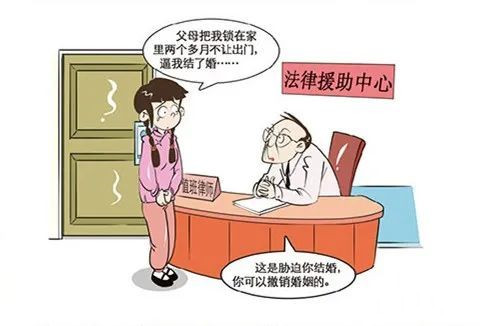 父母把我锁在家
里两个多月不让出门，
逼我结了婚……
法律援助中心
值班律师
这是胁迫你结婚，
你可以撤销婚姻的。